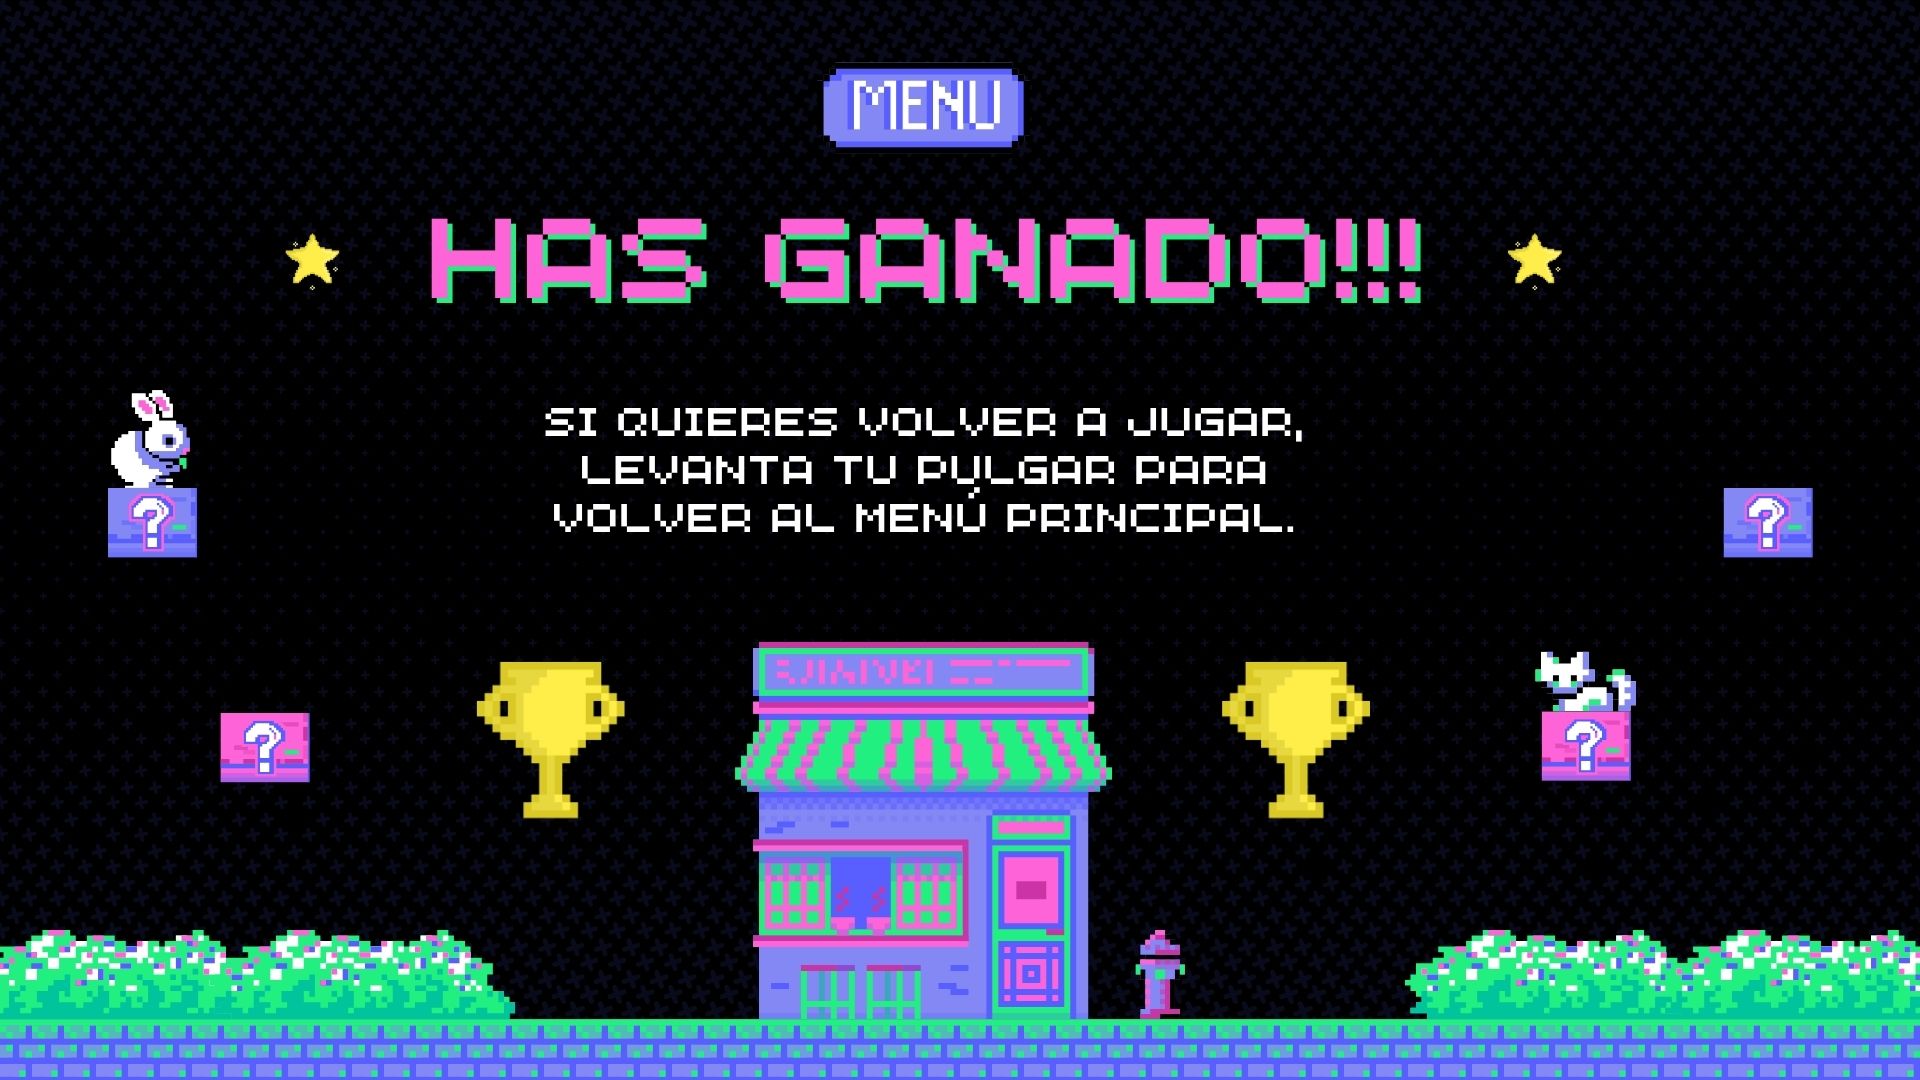 MENU
HAS GANADO!!!
SI QUIERES VOLVER A JUGAR,
LEVANTA TU PULGAR PARA
VOLVER AL MENÚ PRINCIPAL.
?
?
?
?